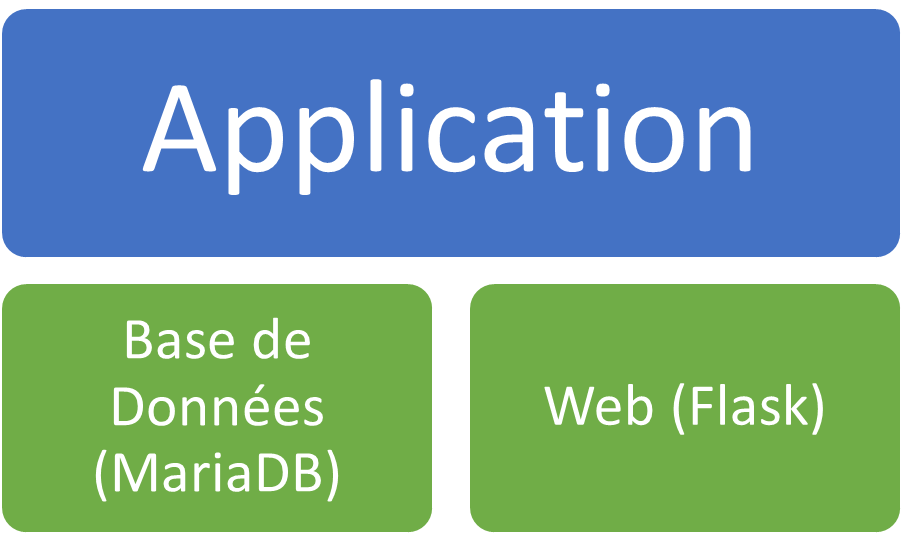 Application
Base de
Données
(MariaDB)
Web (Flask)